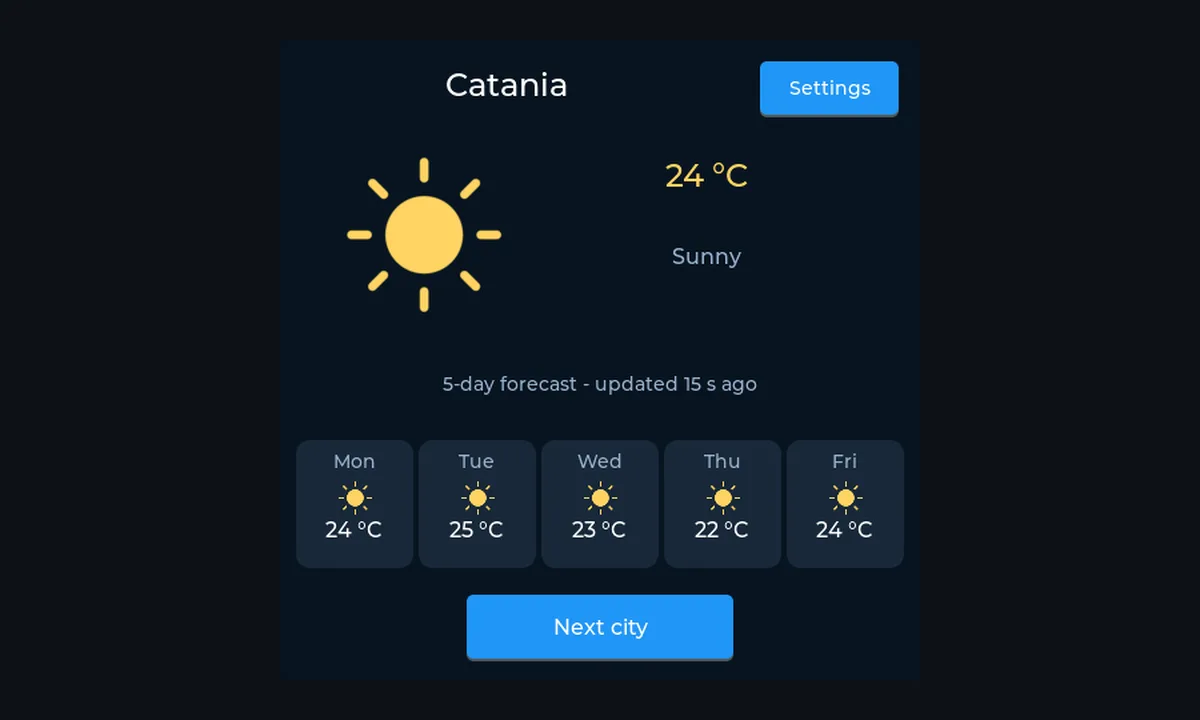 Catania
Settings
24 °C
Sunny
5-day forecast - updated 15 s ago
Mon
Tue
Wed
Thu
Fri
24 °C
25 °C
23 °C
22 °C
24 °C
Next city